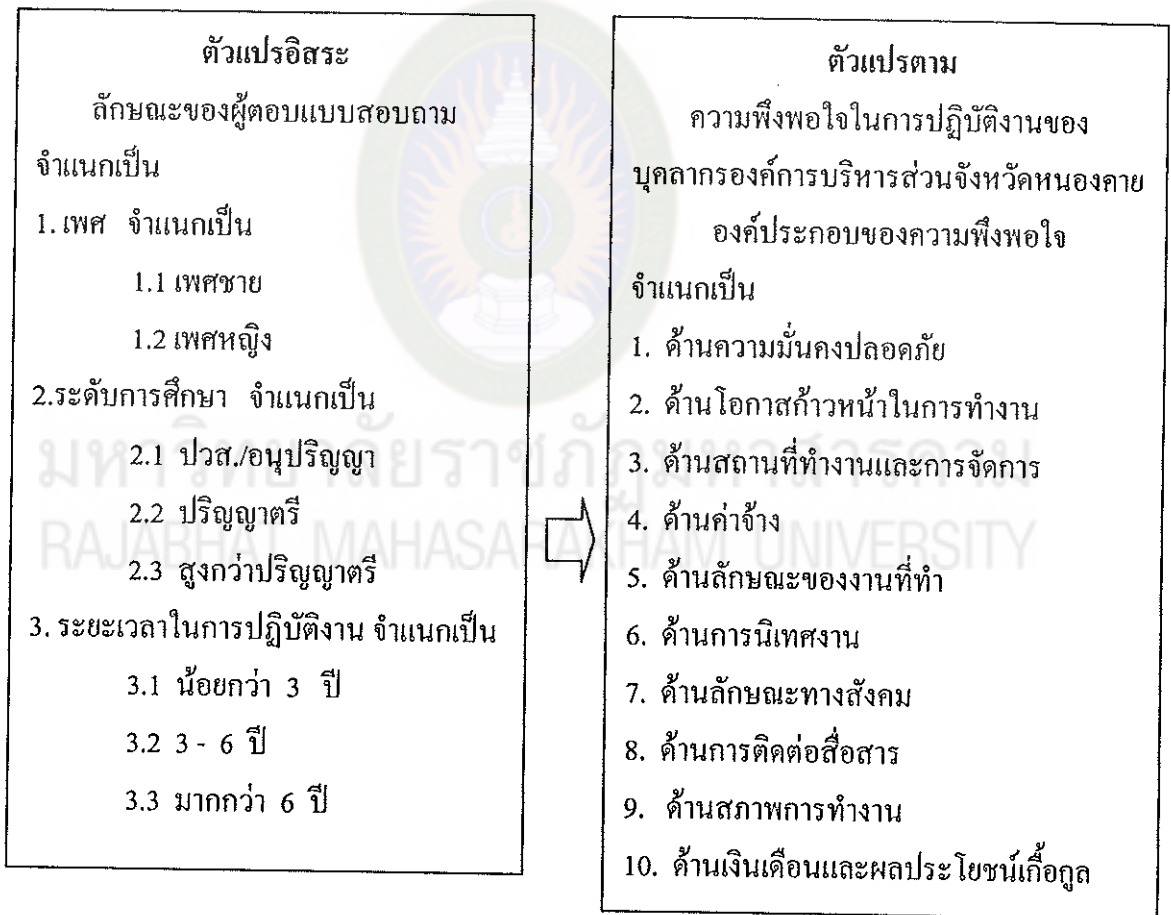 ตัวแปรอิสระ
ลักษณะของผู้ตอบแบบสอบถาม
จำแนกเป็น
1. เพศ จำแนกเป็น
1.1 เพศชาย
1.2 เพศหญิง
2.ระดับการศึกษา จำแนกเป็น
2.1 ปวส./อนุปริญญา
2.2 ปริญญาตรี
2.3 สูงกว่าปริญญาตรี
3. ระยะเวลาในการปฏิบัติงาน จำแนกเป็น
3.1 น้อยกว่า 3 ปี
3.2 3 - 6 ปี
3.3 มากกว่า 6 ปี
ตัวแปรตาม
ความพึงพอใจในการปฏิบัติงานของ
บุคลากรองค์การบริหารส่วนจังหวัดหนองคาย
องค์ประกอบของความพึงพอใจ
จำแนกเป็น
1. ด้านความมั่นคงปลอดภัย
2. ด้านโอกาสก้าวหน้าในการทำงาน
3. ด้านสถานที่ทำงานและการจัดการ
4. ด้านค่าจ้าง
5. ด้านลักษณะของงานที่ทำ
6. ด้านการนิเทศงาน
7. ด้านลักษณะทางสังคม
8. ด้านการติดต่อสื่อสาร
9. ด้านสภาพการทำงาน
10. ด้านเงินเดือนและผลประโยชน์เกื้อกูล
มหาวิทยาลัยราชภัฏมหาสารคาม
RAJABHAT MAHASARAKHAM UNIVERSITY